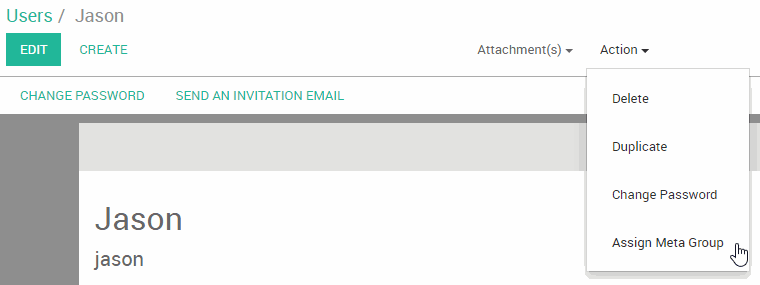 Users / Jason
EDIT CREATE Attachment(s) Action
CHANGE PASSWORD SEND AN INVITATION EMAIL
Delete
Duplicate
Change Password
Assign Meta Group
Jason
jason